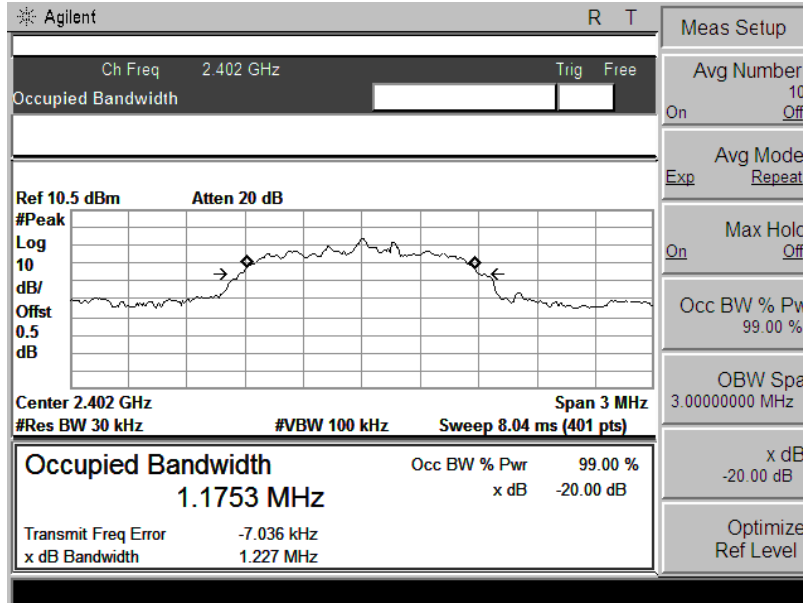 Agilent R T
Ch Freq 2.402 GHz Trig Free
Occupied Bandwidth
Ref 10.5 dBm Atten 20 dB
#Peak
Log
10
dB/
Offst
0.5
dB
Center 2.402 GHz Span 3 MHz
#Res BW 30 kHz #VBW 100 kHz Sweep 8.04 ms (401 pts)
Occupied Bandwidth Occ BW % Pwr 99.00 %
1.1753 MHz x dB -20.00 dB
Transmit Freq Error -7.036 kHz
x dB Bandwidth 1.227 MHz
Meas Setup
Avg Number
10
On Off
Avg Mode
Exp Repeat
Max Hold
On Off
Occ BW % Pw
99.00 %
OBW Spa
3.00000000 MHz
x dB
-20.00 dB
Optimize
Ref Level